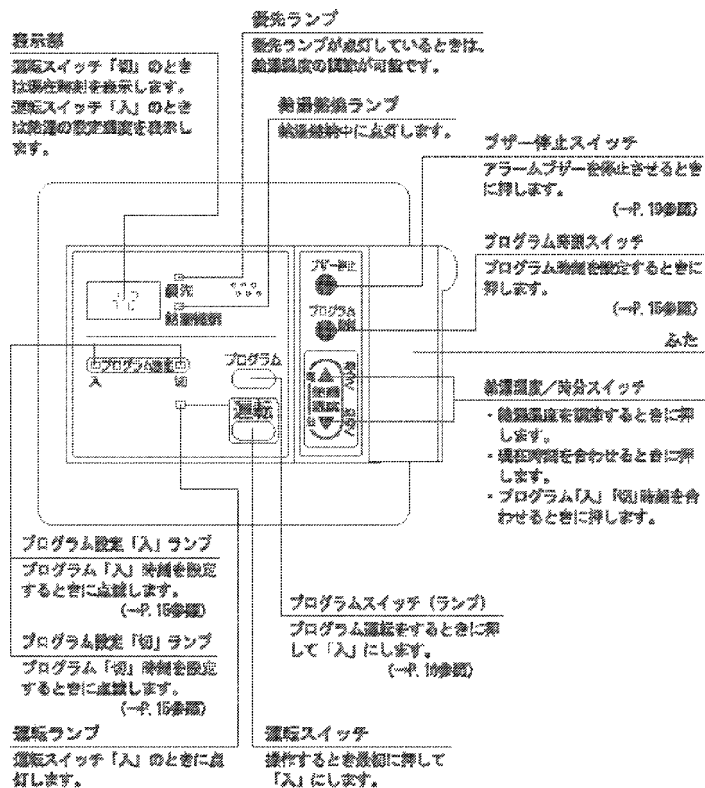 優先ランプ
優先ランプが点灯しているときは、
給湯温度の調節が可能です。
表示部
運転スイッチ「切」のとき
は現在時刻を表示します。
運転スイッチ「入」のとき
は給湯の設定温度を表示し
ます。
ランプ
中に点灯します。
ブザー停止スイッチ
アラームブザーを停止させるとき
に押します。
(→P. 19参照)
プログラム時刻スイッチ
プログラム時刻を設定するときに
押します。
(→P. 15参照)
ふた
給湯温度/時分スイッチ
・給湯温度を調節するときに押
します。
・現在時刻を合わせるときに押
します。
・プログラム「入」「切」時刻を合
わせるときに押します。
ブザー停止
プログラム
時刻
優先
プログラム設定
入
切
プログラム
運転
プログラム設定「入」ランプ
プログラム「入」時刻を設定
するときに点滅します。
(→P. 15参照)
プログラム設定「切」ランプ
プログラム「切」時刻を設定
するときに点滅します。
(→P. 15参照)
運転ランプ
運転スイッチ「入」のときに点
灯します。
プログラムスイッチ(ランプ)
プログラム運転をするときに押
して「入」にします。
(→P. 参照)
運転スイッチ
操作するとき最初に押して
「入」にします。